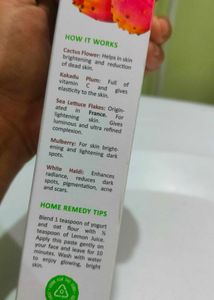 HOW IT WORKS
Cactus Flower: Helps in skin
brightening and reduction
of dead skin.
Kakadu Plum: Full of
vitamin C and gives
elasticity to the skin.
Sea Lettuce Flakes: Origin-
ated in France. For
lightening skin. Gives
luminous and ultra refined
complexion.
Mulberry: For skin bright-
ening and lightening dark
spots.
White Haldi: Enhances
radiance, reduces dark
spots, pigmentation, acne
and scars.
HOME REMEDY TIPS
Blend 1 teaspoon of yogurt
and oat flour with ½
teaspoon of Lemon Juice.
Apply this paste gently on
your face and leave for 10
minutes. Wash with water
to enjoy glowing, bright
skin.